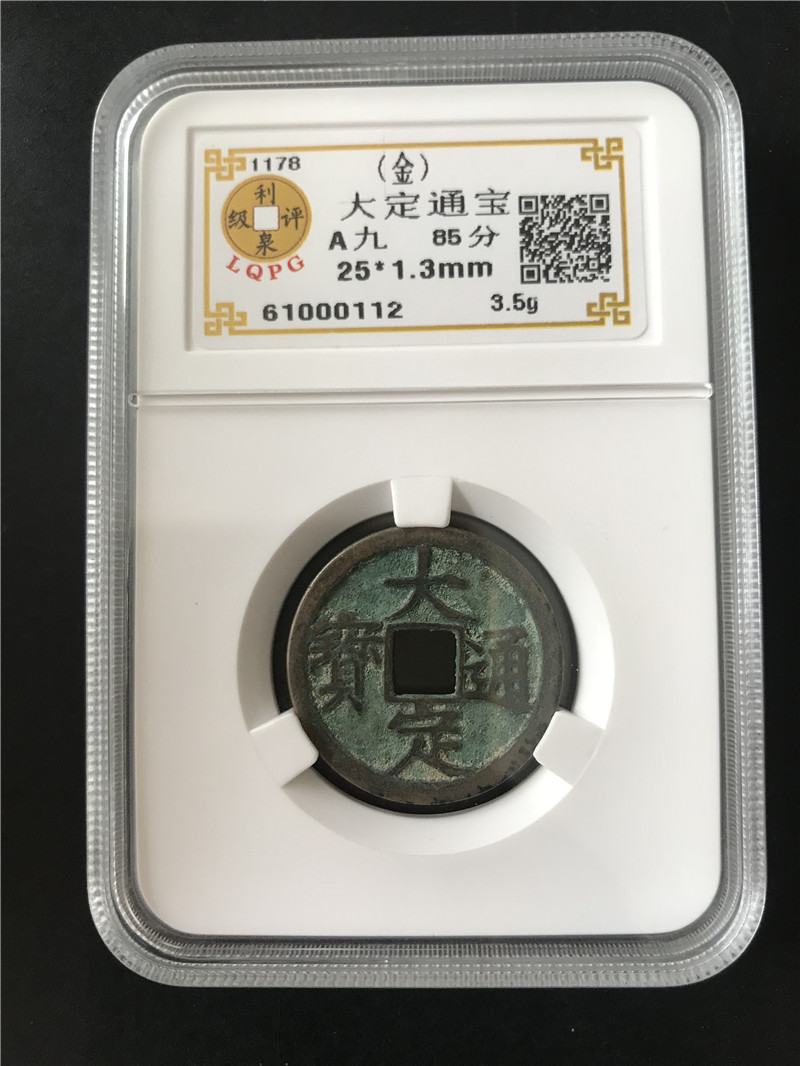 1178
(金)
利
级 评
泉
LQPG
大定通宝
A九 85分
25*1.3mm
61000112 3.5g
大
寶 通
定